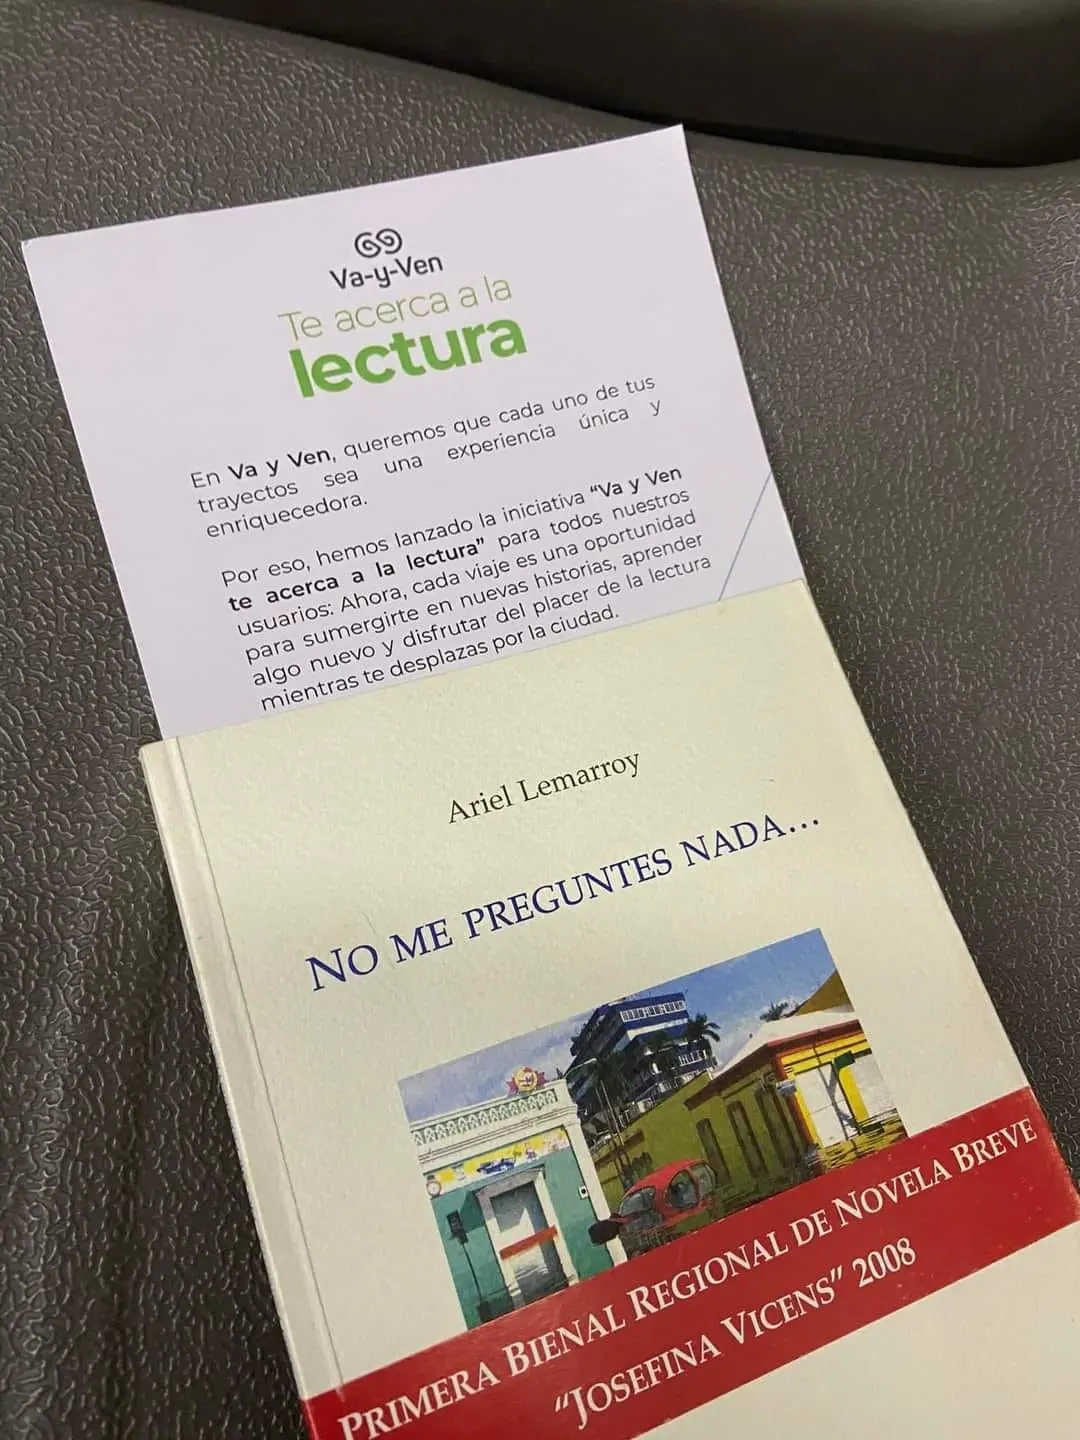 Va-y-Ven
Te acerca a la
lectura
En Va y Ven, queremos que cada uno de tus
trayectos sea una experiencia única y
enriquecedora.
Por eso, hemos lanzado la iniciativa “Va y Ven
te acerca a la lectura” para todos nuestros
usuarios: Ahora, cada viaje es una oportunidad
para sumergirte en nuevas historias, aprender
algo nuevo y disfrutar del placer de la lectura
mientras te desplazas por la ciudad.
Ariel Lemarroy
NO ME PREGUNTES NADA...
PRIMERA BIENAL REGIONAL DE NOVELA BREVE
“JOSEFINA VICENS” 2008